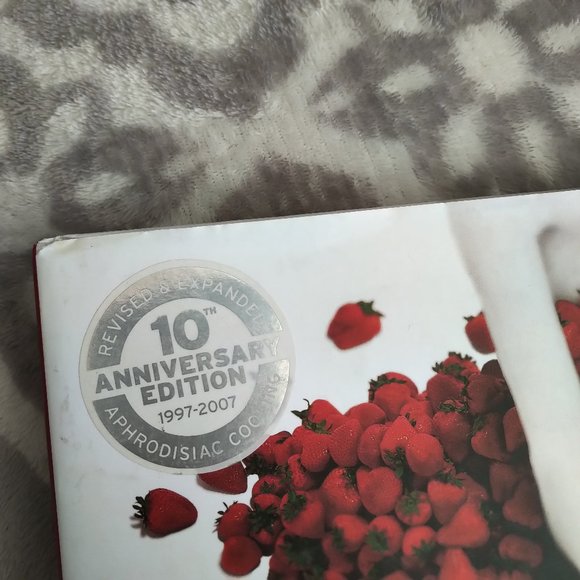 REVISED & EXPANDED
10TH
ANNIVERSARY
EDITION
1997-2007
APHRODISIAC COOKING